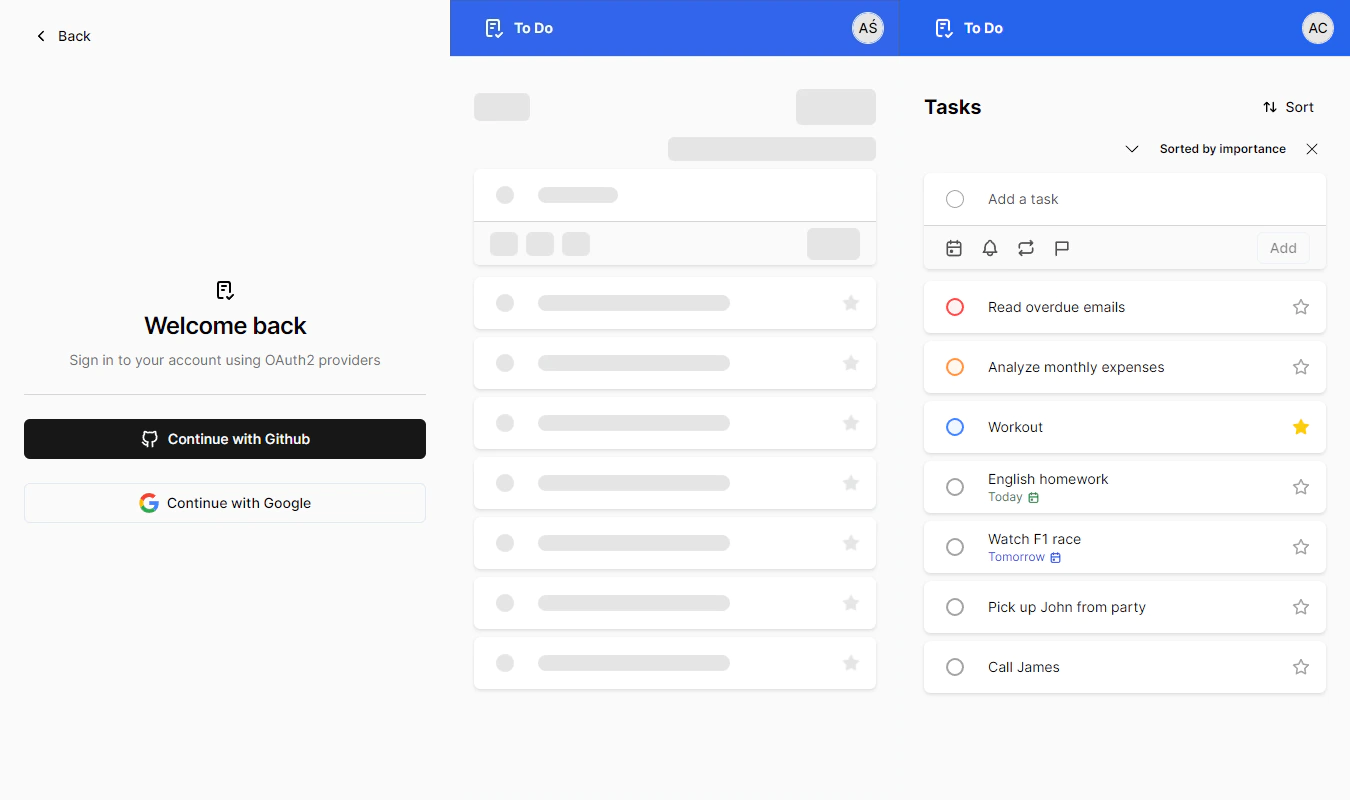 Back
Welcome back
Sign in to your account using OAuth2 providers
Continue with Github
Continue with Google
To Do
AŚ
To Do
AC
Tasks
Sort
Sorted by importance
Add a task
Add
Read overdue emails
Analyze monthly expenses
Workout
English homework
Today
Watch F1 race
Tomorrow
Pick up John from party
Call James